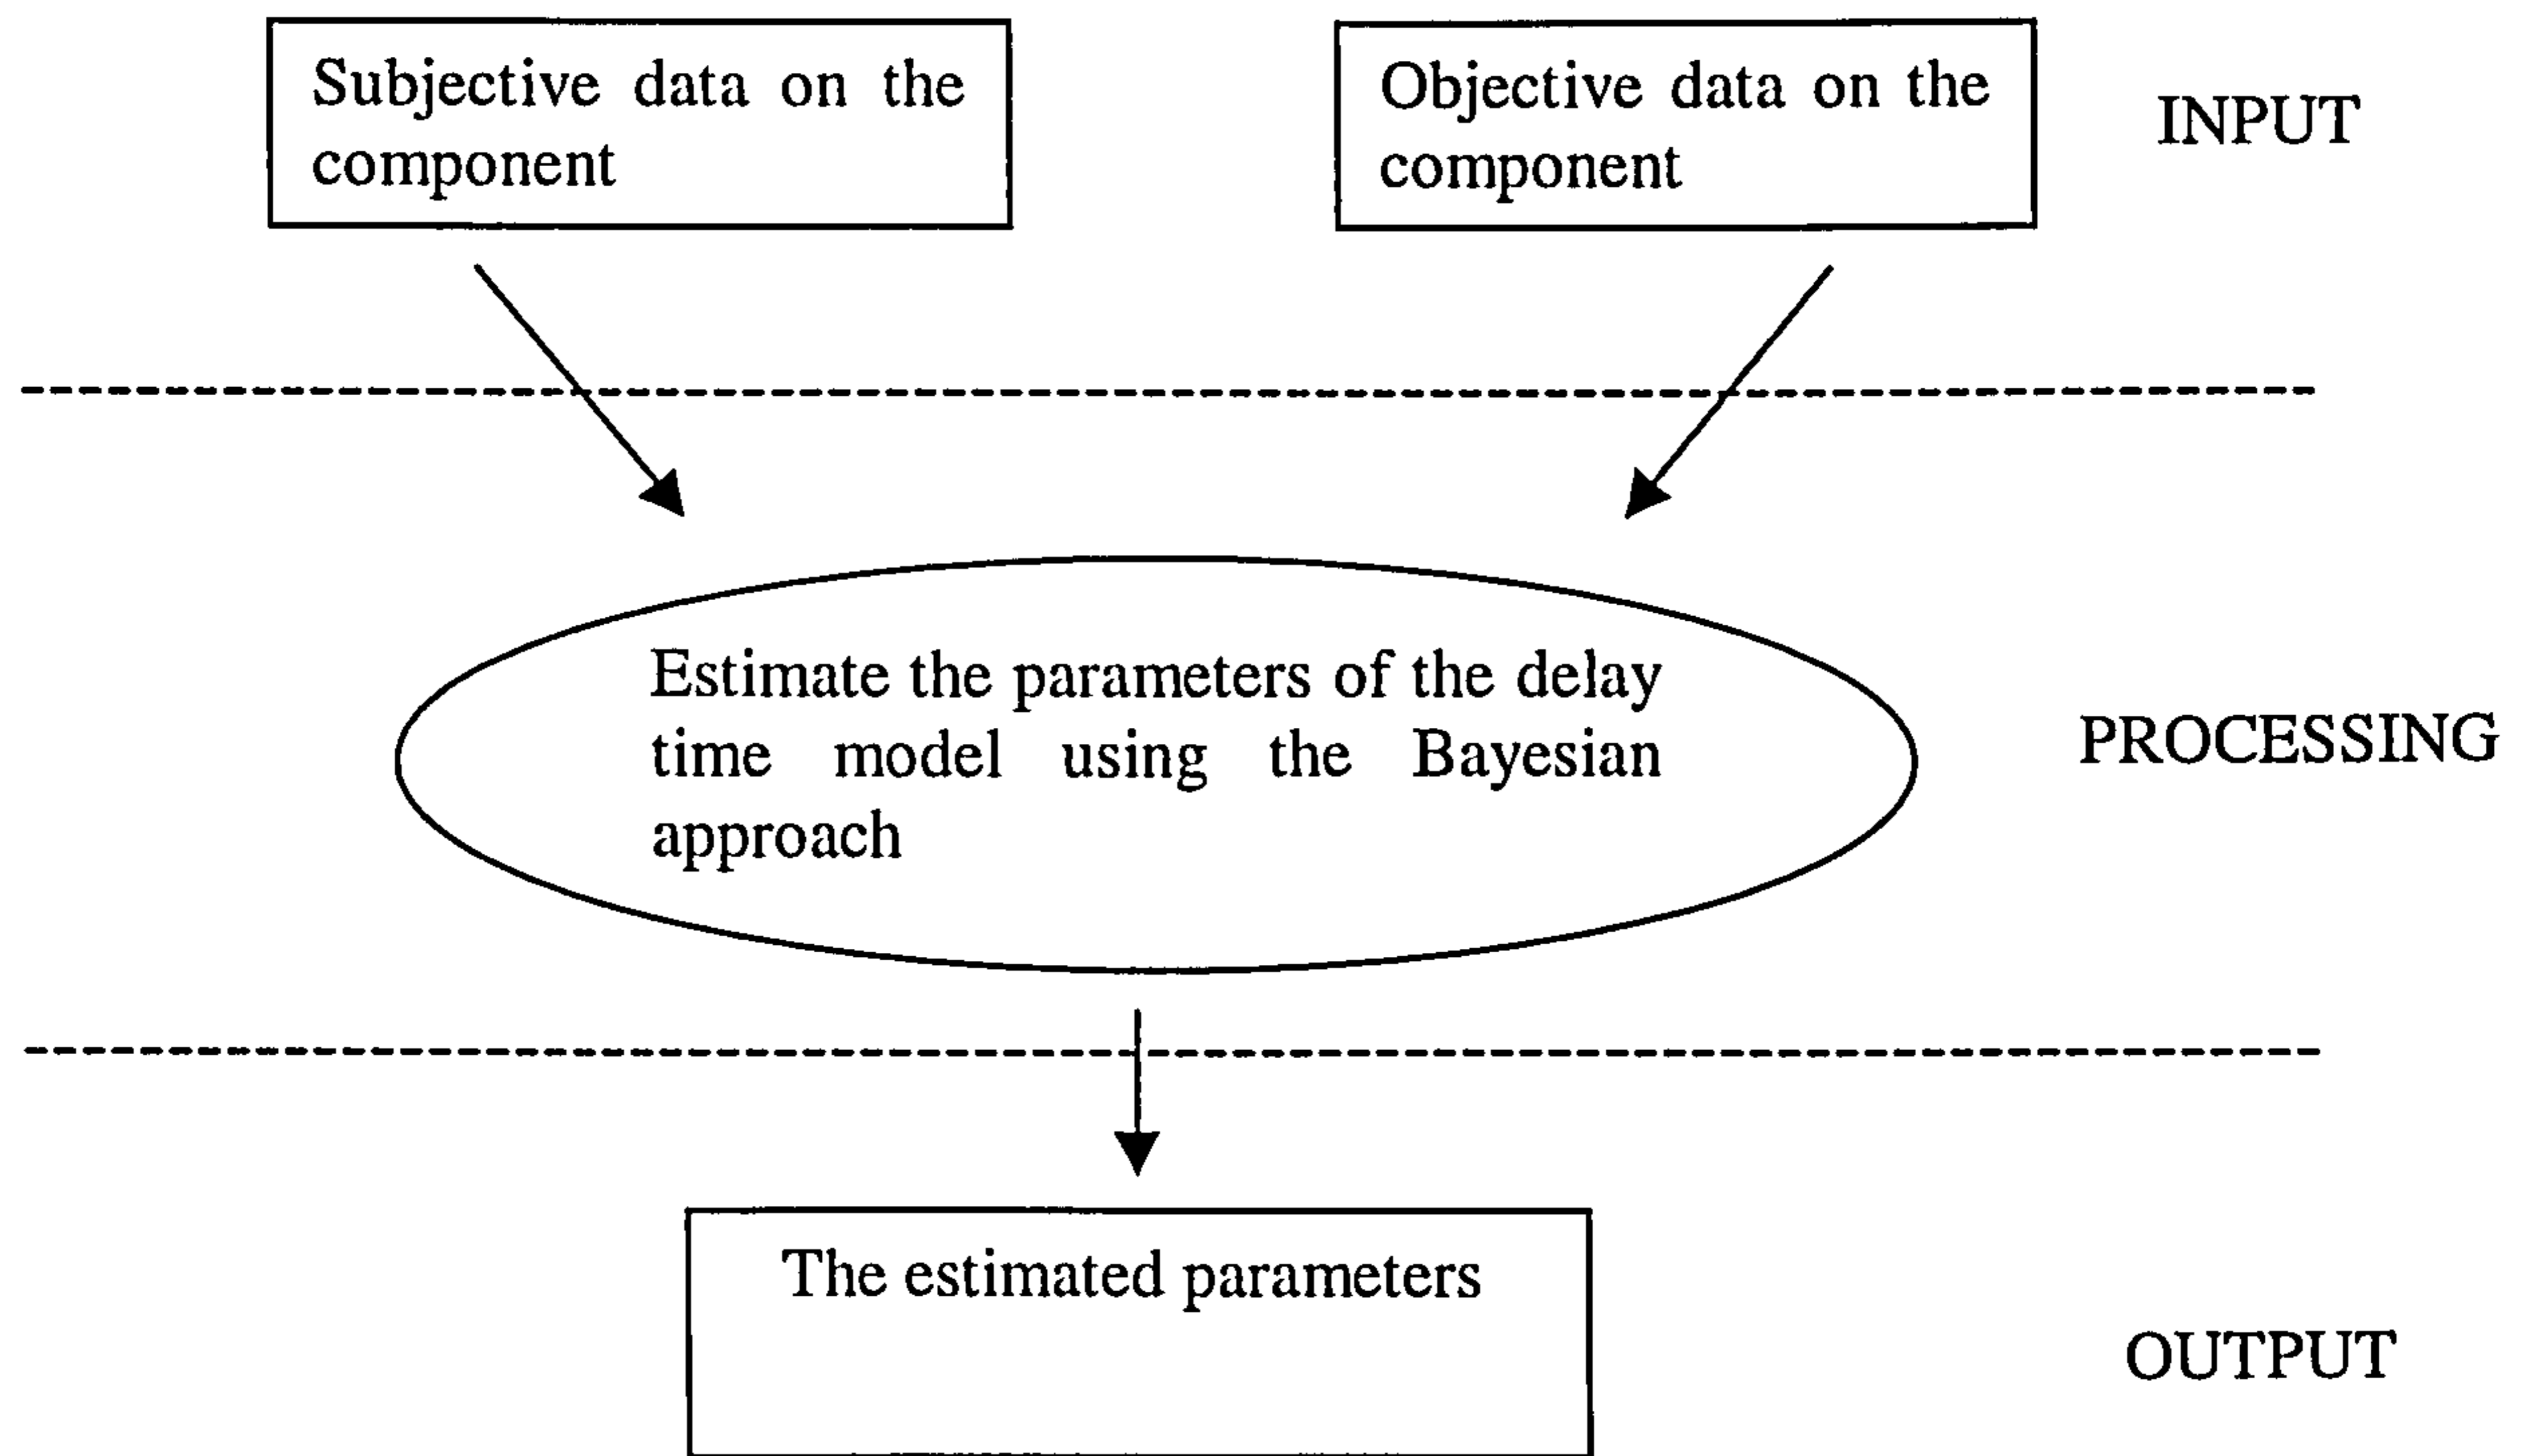 Subjective data on the
component
Objective data on the
component
INPUT
Estimate the parameters of the delay
time model using the Bayesian
approach
PROCESSING
The estimated parameters
OUTPUT